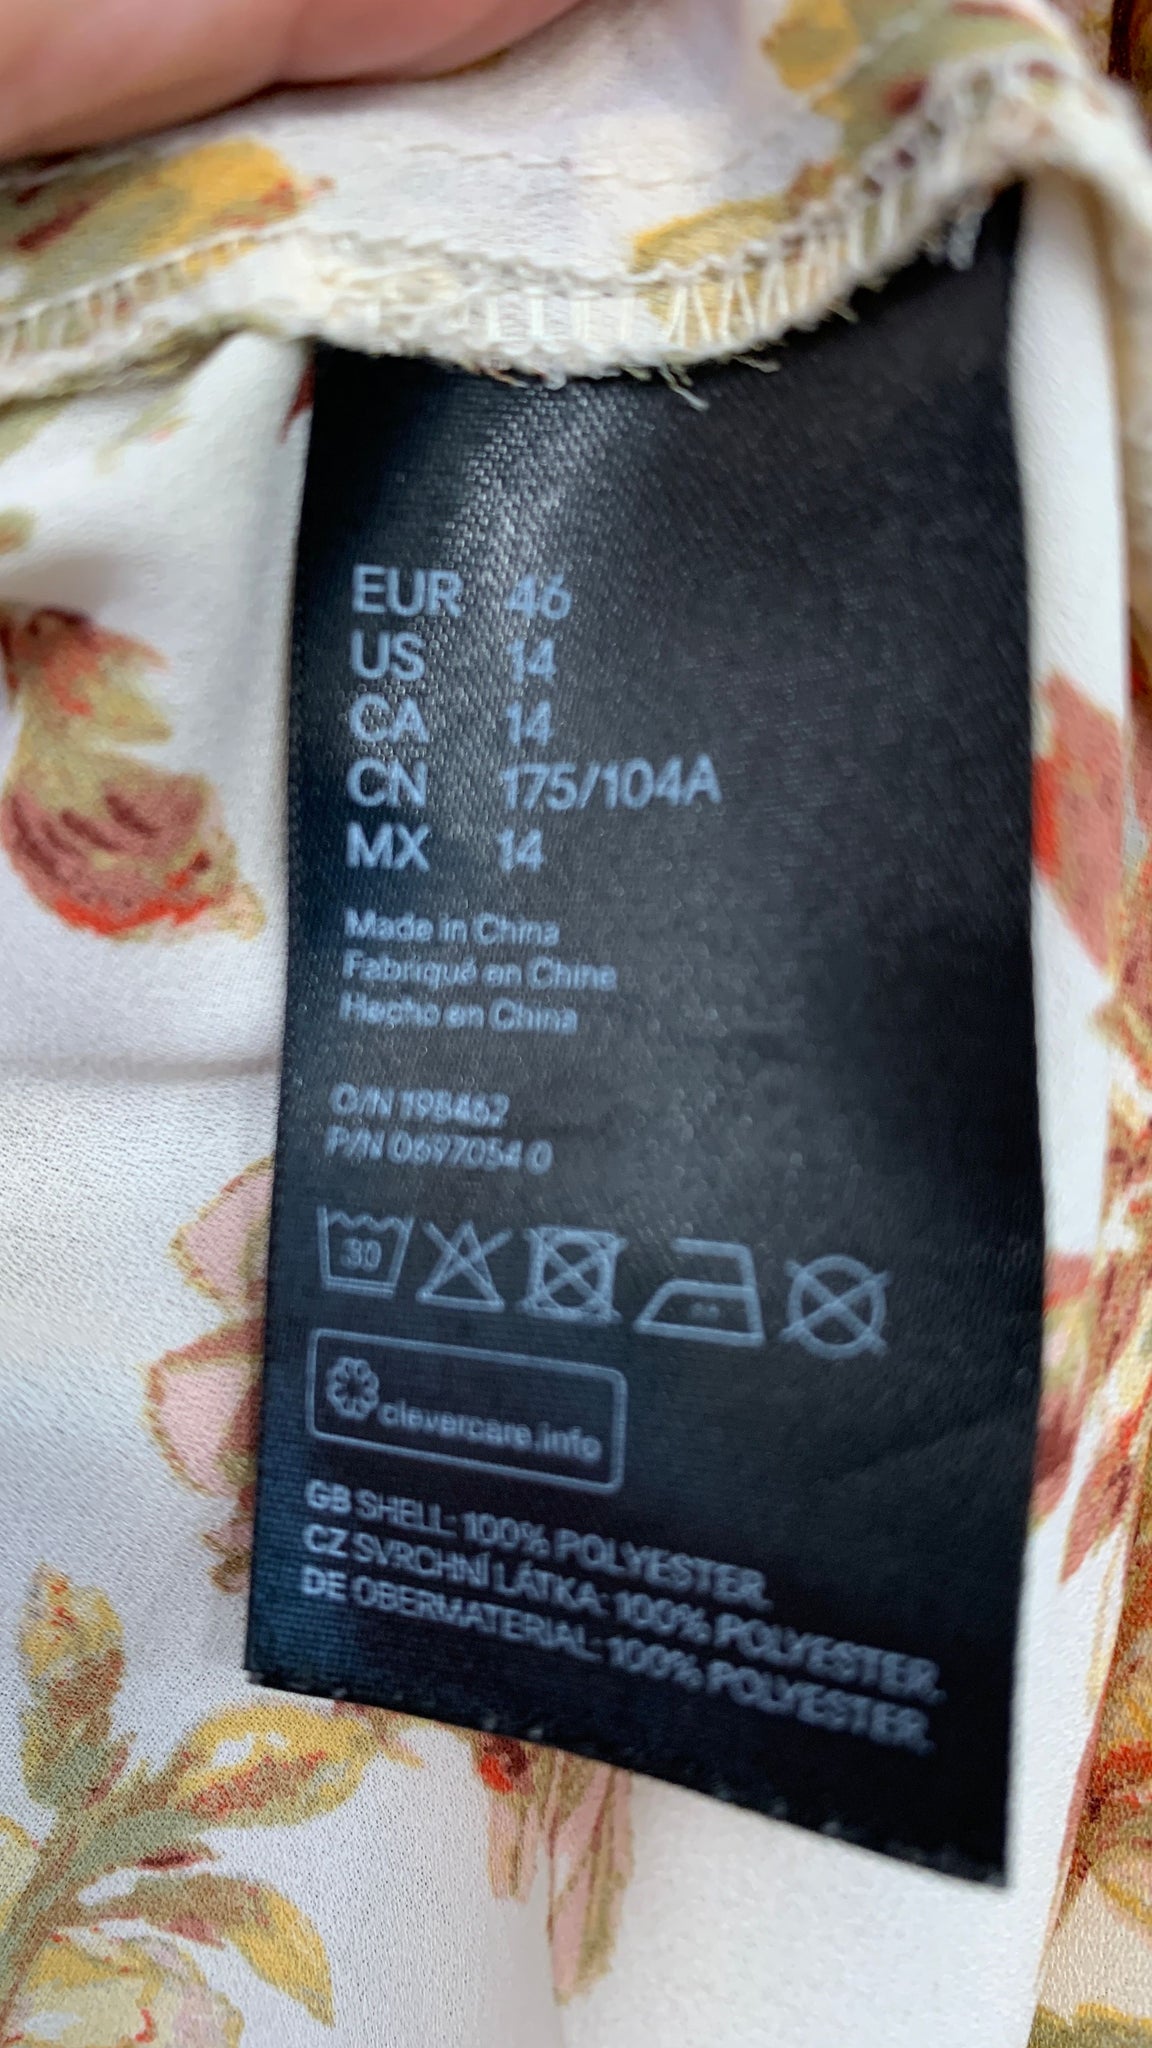 EUR 46
US 14
CA 14
CN 175/104A
MX 14
Made in China
Fabriqué en Chine
Hecho en China
O/N 198462
P/N 0697054 0
30
clevercare.info
GB SHELL: 100% POLYESTER.
CZ SVRCHNÍ LÁTKA: 100% POLYESTER.
DE OBERMATERIAL: 100% POLYESTER.